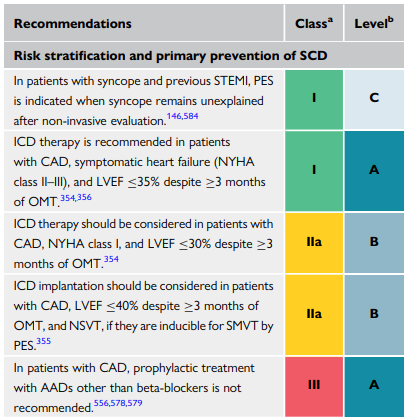 Recommendations Classᵃ Levelᵇ
Risk stratification and primary prevention of SCD
In patients with syncope and previous STEMI, PES
is indicated when syncope remains unexplained
after non-invasive evaluation.¹⁴⁶,⁵⁸⁴
I C
ICD therapy is recommended in patients
with CAD, symptomatic heart failure (NYHA
class II–III), and LVEF ≤35% despite ≥3 months
of OMT.³⁵⁴,³⁵⁶
I A
ICD therapy should be considered in patients with
CAD, NYHA class I, and LVEF ≤30% despite ≥3
months of OMT.³⁵⁴
IIa B
ICD implantation should be considered in patients
with CAD, LVEF ≤40% despite ≥3 months of
OMT, and NSVT, if they are inducible for SMVT by
PES.³⁵⁵
IIa B
In patients with CAD, prophylactic treatment
with AADs other than beta-blockers is not
recommended.⁵⁵⁶,⁵⁷⁸,⁵⁷⁹
III A